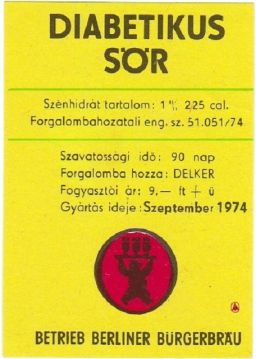 DIABETIKUS
SÖR
Szénhidrát tartalom: 1 %, 225 cal.
Forgalombahozatali eng. sz. 51.051/74
Szavatossági idő: 90 nap
Forgalomba hozza: DELKER
Fogyasztói ár: 9,— ft + ü
Gyártás ideje: Szeptember 1974
BETRIEB BERLINER BÜRGERBRÄU